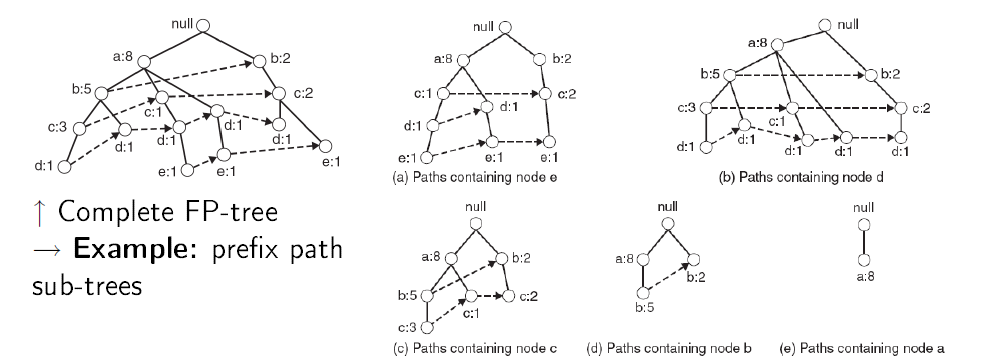 null
a:8
b:2
b:5
c:2
c:1
c:3
d:1
d:1
d:1
d:1
d:1
e:1
e:1
e:1
↑ Complete FP-tree
→ Example: prefix path
sub-trees
null
a:8
b:2
c:1
c:2
d:1
d:1
e:1
e:1
e:1
(a) Paths containing node e
null
a:8
b:5
b:2
c:3
c:1
c:2
d:1
d:1
d:1
d:1
d:1
(b) Paths containing node d
null
a:8
b:2
b:5
c:1
c:2
c:3
(c) Paths containing node c
null
a:8
b:2
b:5
(d) Paths containing node b
null
a:8
(e) Paths containing node a